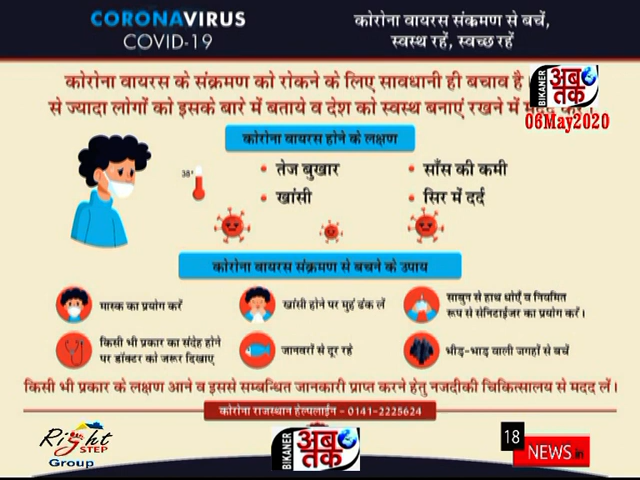 CORONAVIRUS
COVID-19
कोरोना वायरस संक्रमण से बचें,
स्वस्थ रहें, स्वच्छ रहें
कोरोना वायरस के संक्रमण को रोकने के लिए सावधानी ही बचाव है
से ज्यादा लोगों को इसके बारे में बताये व देश को स्वस्थ बनाएं रखने में मदद करें।
BIKANER
अब तक
06May2020
कोरोना वायरस होने के लक्षण
38°
• तेज बुखार
• साँस की कमी
• खांसी
• सिर में दर्द
कोरोना वायरस संक्रमण से बचने के उपाय
मास्क का प्रयोग करें
खांसी होने पर मुहं ढंक लें
साबुन से हाथ धोएँ व नियमित
रूप से सेनिटाईजर का प्रयोग करें।
किसी भी प्रकार का संदेह होने
पर डॉक्टर को जरूर दिखाए
जानवरों से दूर रहे
भीड़-भाड़ वाली जगहों से बचें
किसी भी प्रकार के लक्षण आने व इससे सम्बन्धित जानकारी प्राप्त करने हेतु नजदीकी चिकित्सालय से मदद लें।
कोरोना राजस्थान हेल्पलाईन - 0141-2225624
Right
STEP
Group
BIKANER
अब तक
18
NEWS.in